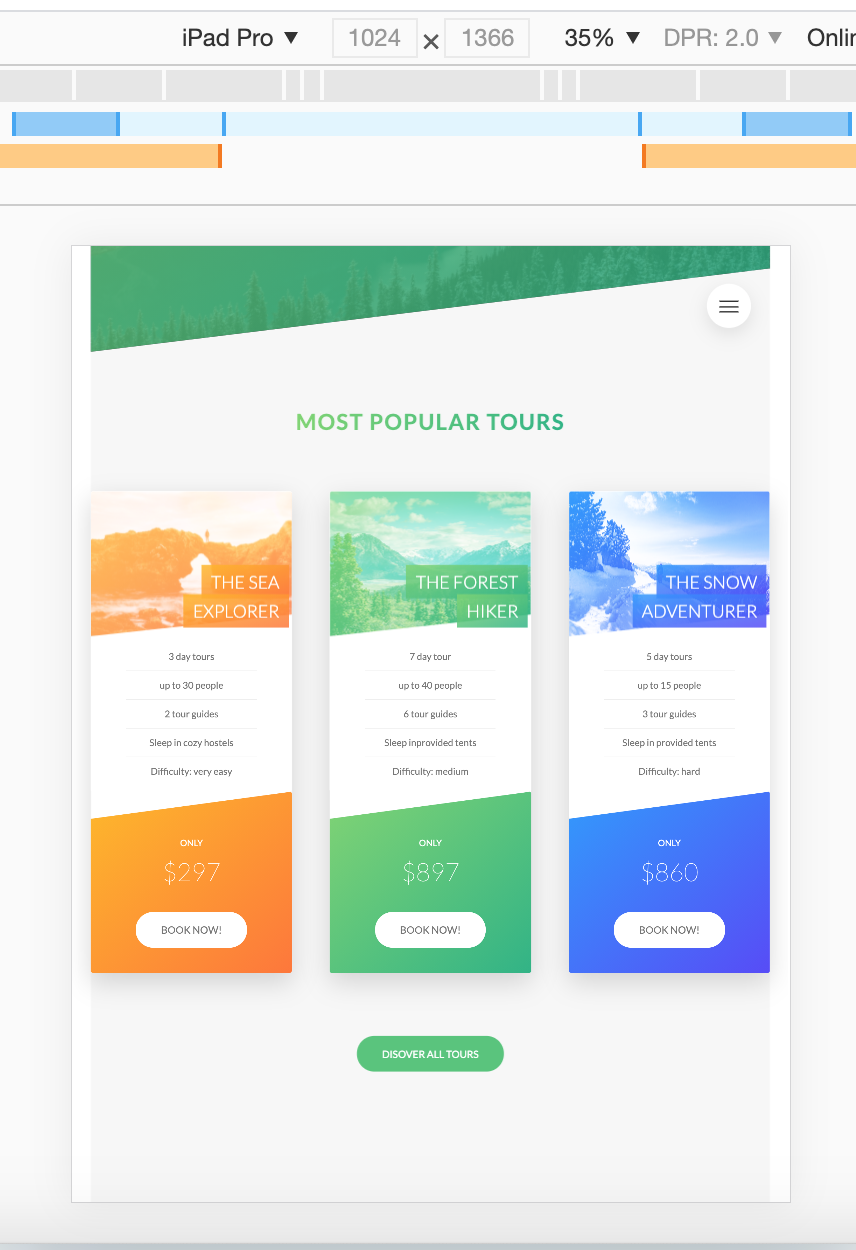 iPad Pro ▼ 1024 × 1366 35% ▼ DPR: 2.0 ▼ Onlin
MOST POPULAR TOURS
THE SEA
EXPLORER
3 day tours
up to 30 people
2 tour guides
Sleep in cozy hostels
Difficulty: very easy
ONLY
$297
BOOK NOW!
THE FOREST
HIKER
7 day tour
up to 40 people
6 tour guides
Sleep inprovided tents
Difficulty: medium
ONLY
$897
BOOK NOW!
THE SNOW
ADVENTURER
5 day tours
up to 15 people
3 tour guides
Sleep in provided tents
Difficulty: hard
ONLY
$860
BOOK NOW!
DISOVER ALL TOURS